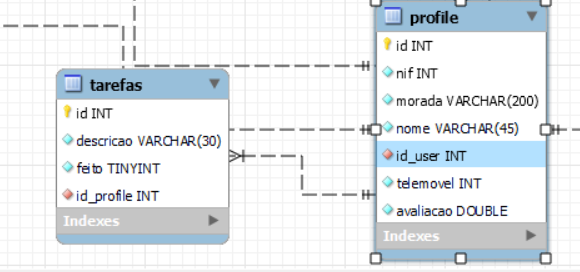 profile
id INT
nif INT
morada VARCHAR(200)
nome VARCHAR(45)
id_user INT
telemovel INT
avaliacao DOUBLE
Indexes
tarefas
id INT
descricao VARCHAR(30)
feito TINYINT
id_profile INT
Indexes